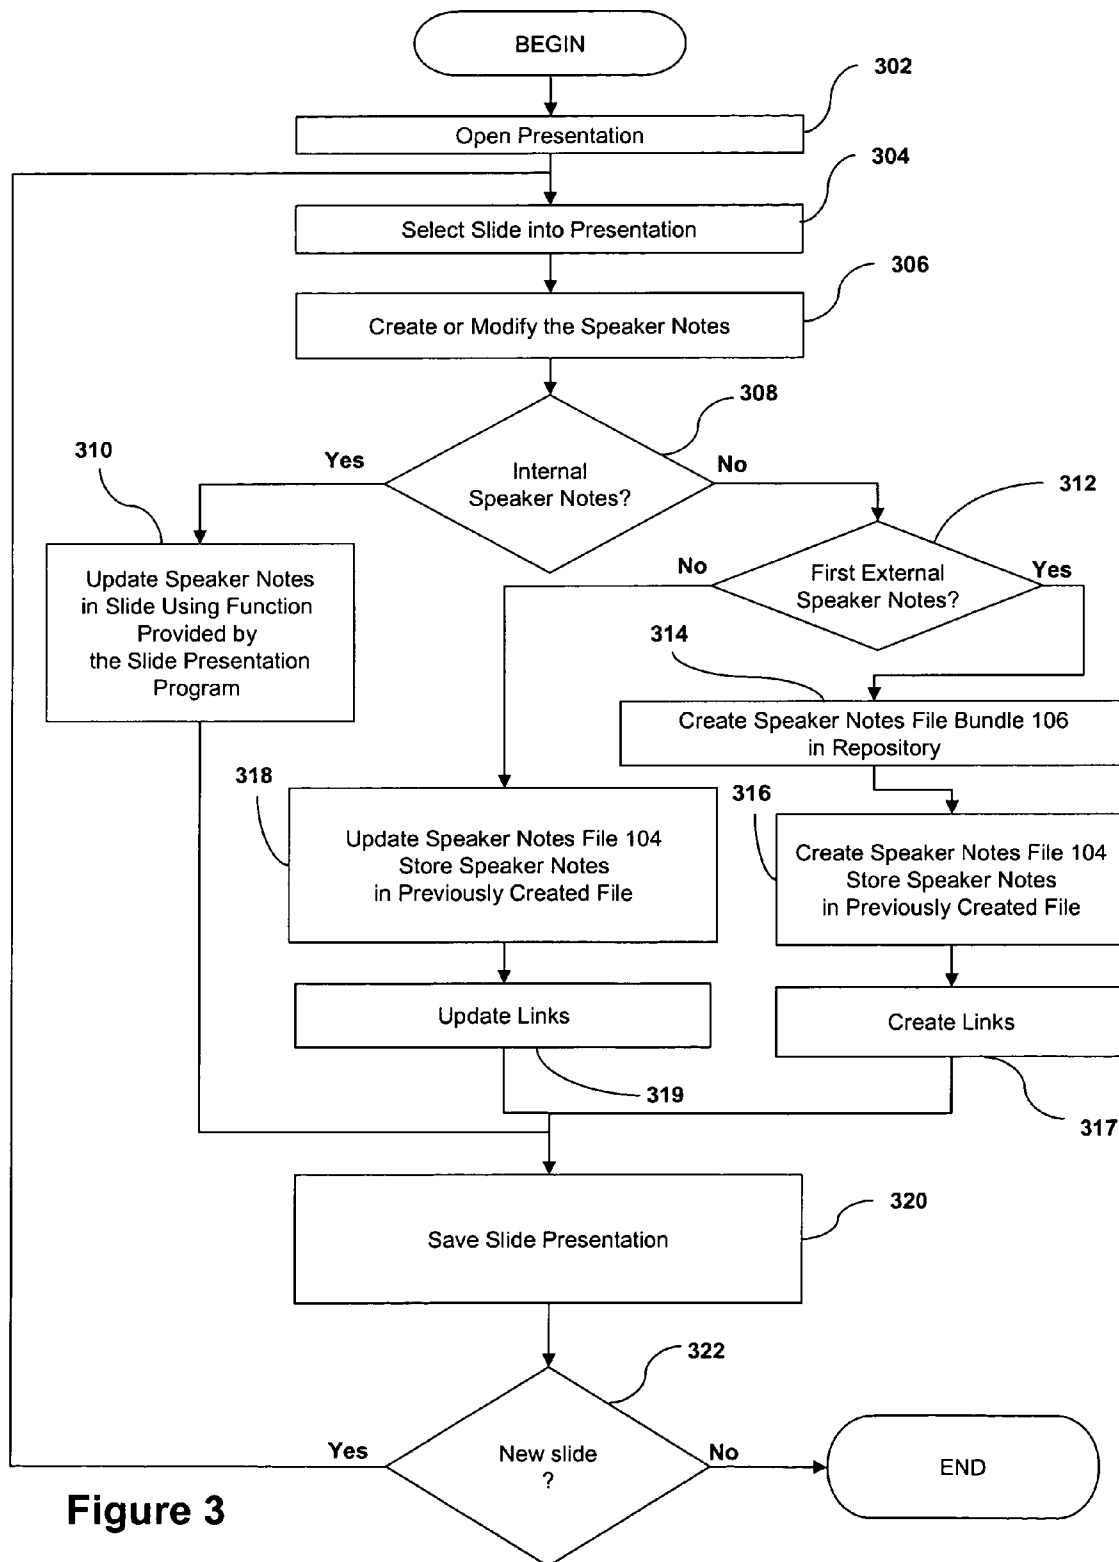 BEGIN
302
Open Presentation
304
Select Slide into Presentation
306
Create or Modify the Speaker Notes
308
310
Yes
Internal
Speaker Notes?
No
312
Update Speaker Notes
in Slide Using Function
Provided by
the Slide Presentation
Program
No
First External
Speaker Notes?
Yes
314
Create Speaker Notes File Bundle 106
in Repository
318
316
Update Speaker Notes File 104
Store Speaker Notes
in Previously Created File
Create Speaker Notes File 104
Store Speaker Notes
in Previously Created File
Update Links
Create Links
319
317
320
Save Slide Presentation
322
Yes
New slide
?
No
END
Figure 3